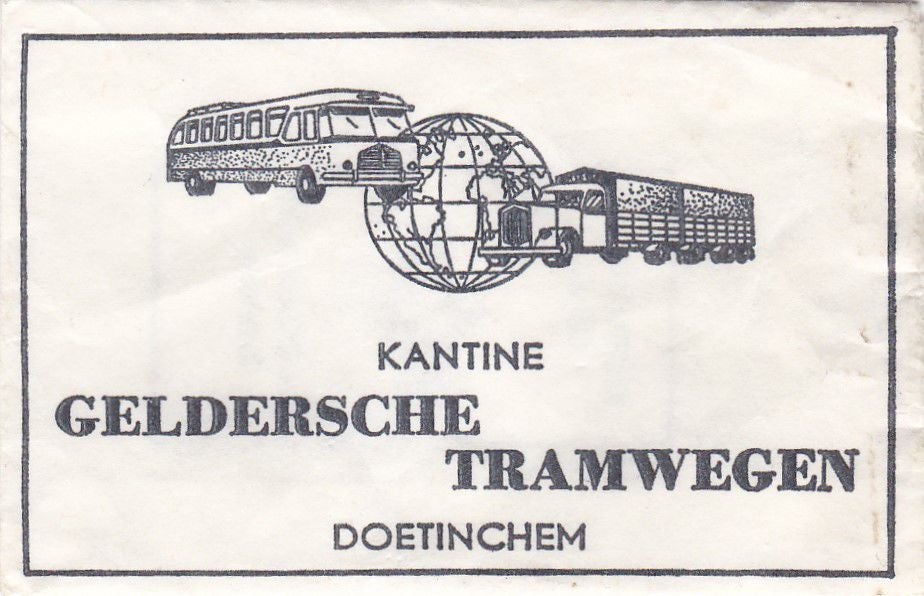 KANTINE
GELDERSCHE
TRAMWEGEN
DOETINCHEM